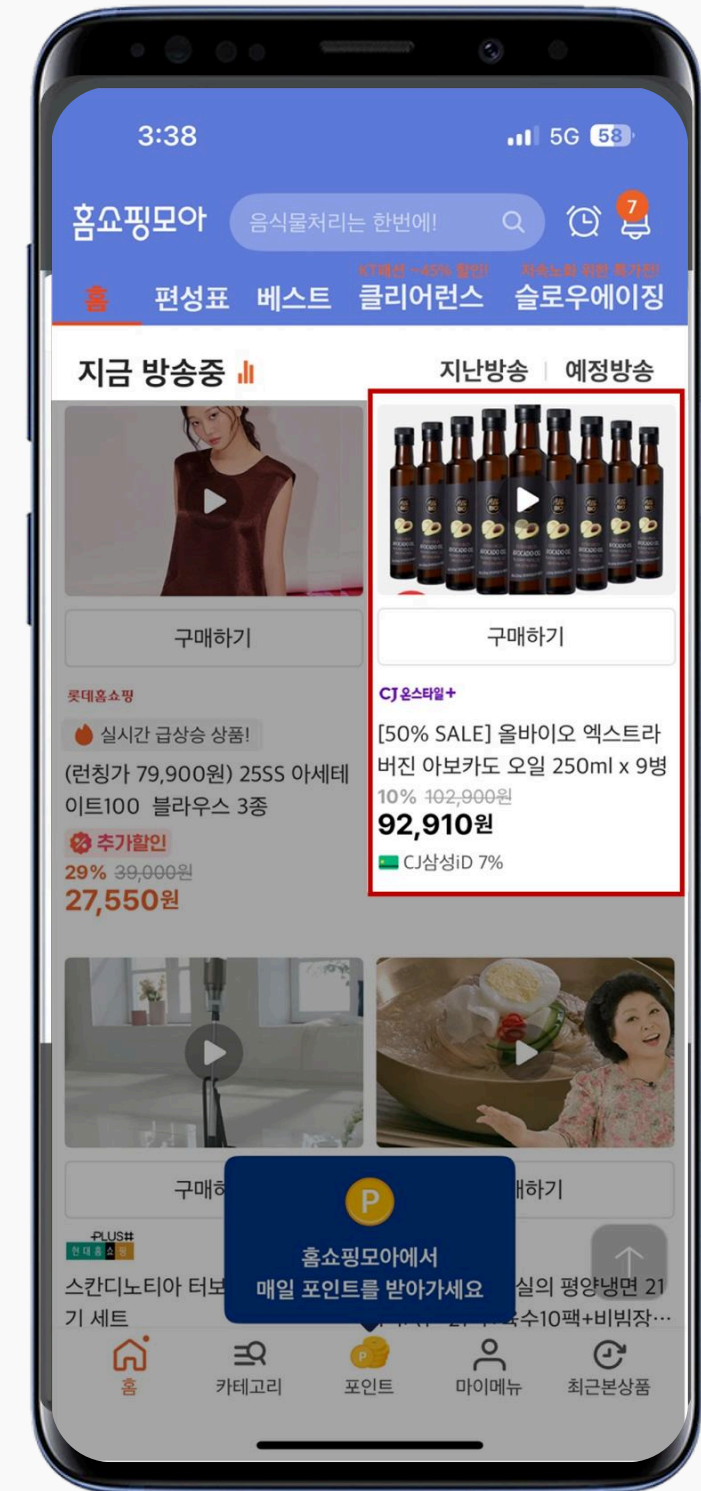 3:38
5G 58
홈쇼핑모아
음식물처리는 한번에!
7
KT패션 ~45% 할인!
저속노화 위한 특가전!
홈 편성표 베스트 클리어런스 슬로우에이징
지금 방송중
지난방송 | 예정방송
구매하기
롯데홈쇼핑
실시간 급상승 상품!
(런칭가 79,900원) 25SS 아세테
이트100 블라우스 3종
추가할인
29% 39,000원
27,550원
AVOCADO OIL
구매하기
CJ온스타일+
[50% SALE] 올바이오 엑스트라
버진 아보카도 오일 250ml x 9병
10% 102,900원
92,910원
CJ삼성iD 7%
구매하
하기
+PLUS#
현대홈쇼핑
스칸디노티아 터보
기 세트
실의 평양냉면 21
육수10팩+비빔장…
P
홈쇼핑모아에서
매일 포인트를 받아가세요
홈 카테고리 포인트 마이메뉴 최근본상품